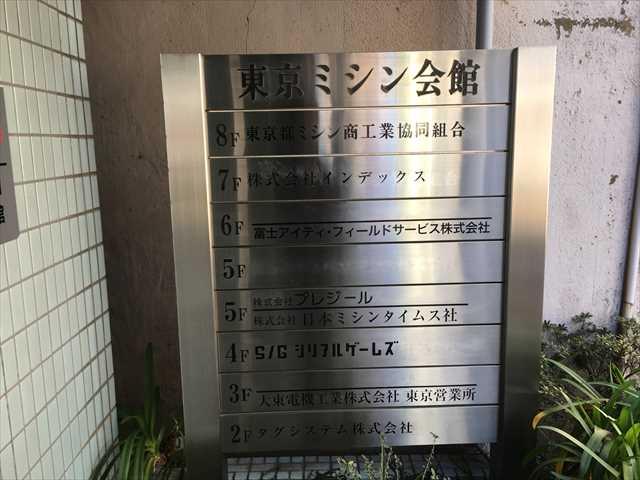 東京ミシン会館
8F 東京都ミシン商工業協同組合
7F 株式会社インデックス
6F 富士アイティ・フィールドサービス株式会社
5F
5F 株式会社 プレジール
株式会社 日本ミシンタイムス社
4F S/G シリアルゲームズ
3F 大東電機工業株式会社 東京営業所
2F タグシステム株式会社
館